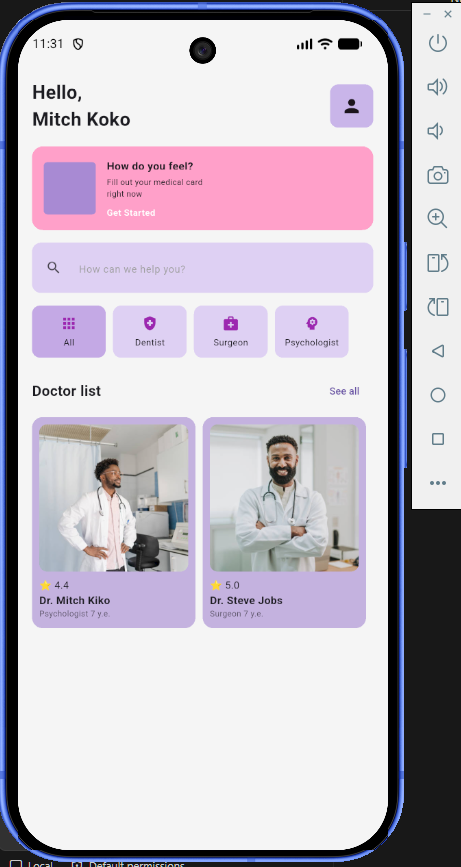 11:31
Hello,
Mitch Koko
How do you feel?
Fill out your medical card
right now
Get Started
How can we help you?
All
Dentist
Surgeon
Psychologist
Doctor list
See all
4.4
5.0
Dr. Mitch Kiko
Dr. Steve Jobs
Psychologist 7 y.e.
Surgeon 7 y.e.
Local
Default permissions